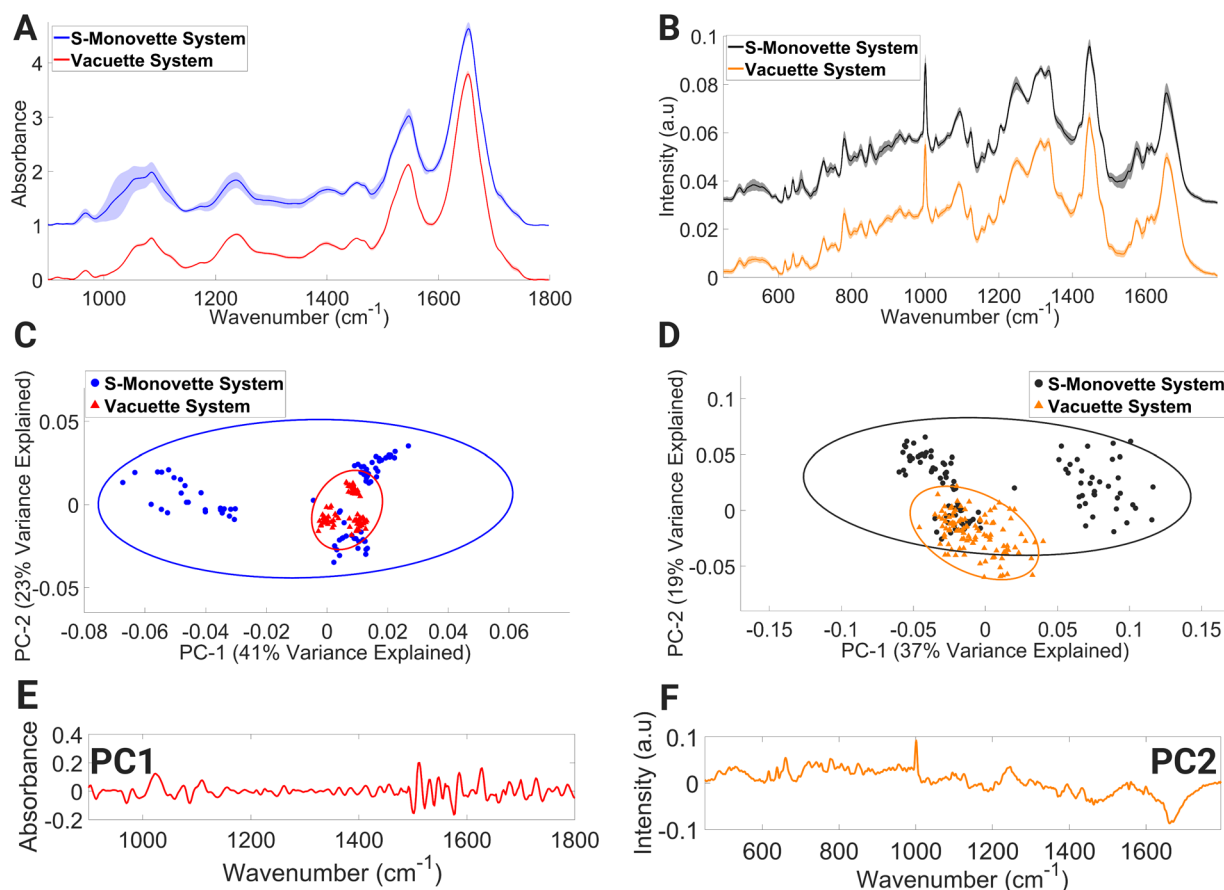 A
S-Monovette System
Vacuette System
Absorbance
4
3
2
1
0
1000 1200 1400 1600 1800
Wavenumber (cm⁻¹)
B
S-Monovette System
Vacuette System
Intensity (a.u)
0.1
0.08
0.06
0.04
0.02
0
600 800 1000 1200 1400 1600
Wavenumber (cm⁻¹)
C
S-Monovette System
Vacuette System
PC-2 (23% Variance Explained)
0.05
0
-0.05
-0.08 -0.06 -0.04 -0.02 0 0.02 0.04 0.06
PC-1 (41% Variance Explained)
D
S-Monovette System
Vacuette System
PC-2 (19% Variance Explained)
0.1
0.05
0
-0.05
-0.15 -0.1 -0.05 0 0.05 0.1 0.15
PC-1 (37% Variance Explained)
E
PC1
Absorbance
0.4
0.2
0
-0.2
1000 1200 1400 1600 1800
Wavenumber (cm⁻¹)
F
PC2
Intensity (a.u)
0.1
0
-0.1
600 800 1000 1200 1400 1600
Wavenumber (cm⁻¹)